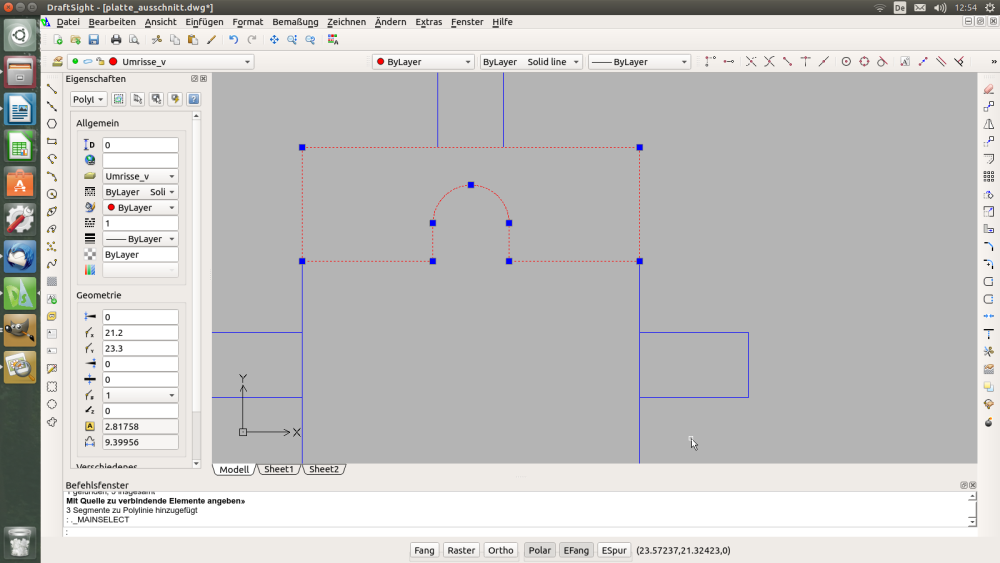 DraftSight - [platte_ausschnitt.dwg*]
De
12:54
Datei Bearbeiten Ansicht Einfügen Format Bemaßung Zeichnen Ändern Extras Fenster Hilfe
Umrisse_v
ByLayer
ByLayer Solid line
ByLayer
Eigenschaften
Allgemein
0
Umrisse_v
ByLayer Soli
ByLayer
1
ByLayer
ByLayer
Geometrie
0
21.2
23.3
0
0
1
0
2.81758
9.39956
Verschiedenes
Y
X
Modell Sheet1 Sheet2
Befehlsfenster
1 gefunden, 3 insgesamt
Mit Quelle zu verbindende Elemente angeben»
3 Segmente zu Polylinie hinzugefügt
: ._MAINSELECT
:
Fang Raster Ortho Polar EFang ESpur (23.57237,21.32423,0)